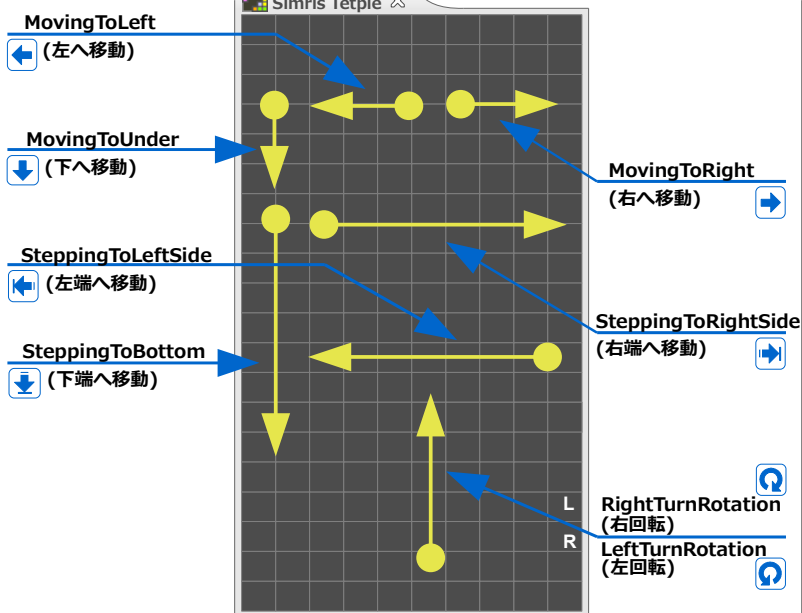 Simris Tetple
MovingToLeft
(左へ移動)
MovingToUnder
(下へ移動)
MovingToRight
(右へ移動)
SteppingToLeftSide
(左端へ移動)
SteppingToRightSide
(右端へ移動)
SteppingToBottom
(下端へ移動)
L
R
RightTurnRotation
(右回転)
LeftTurnRotation
(左回転)